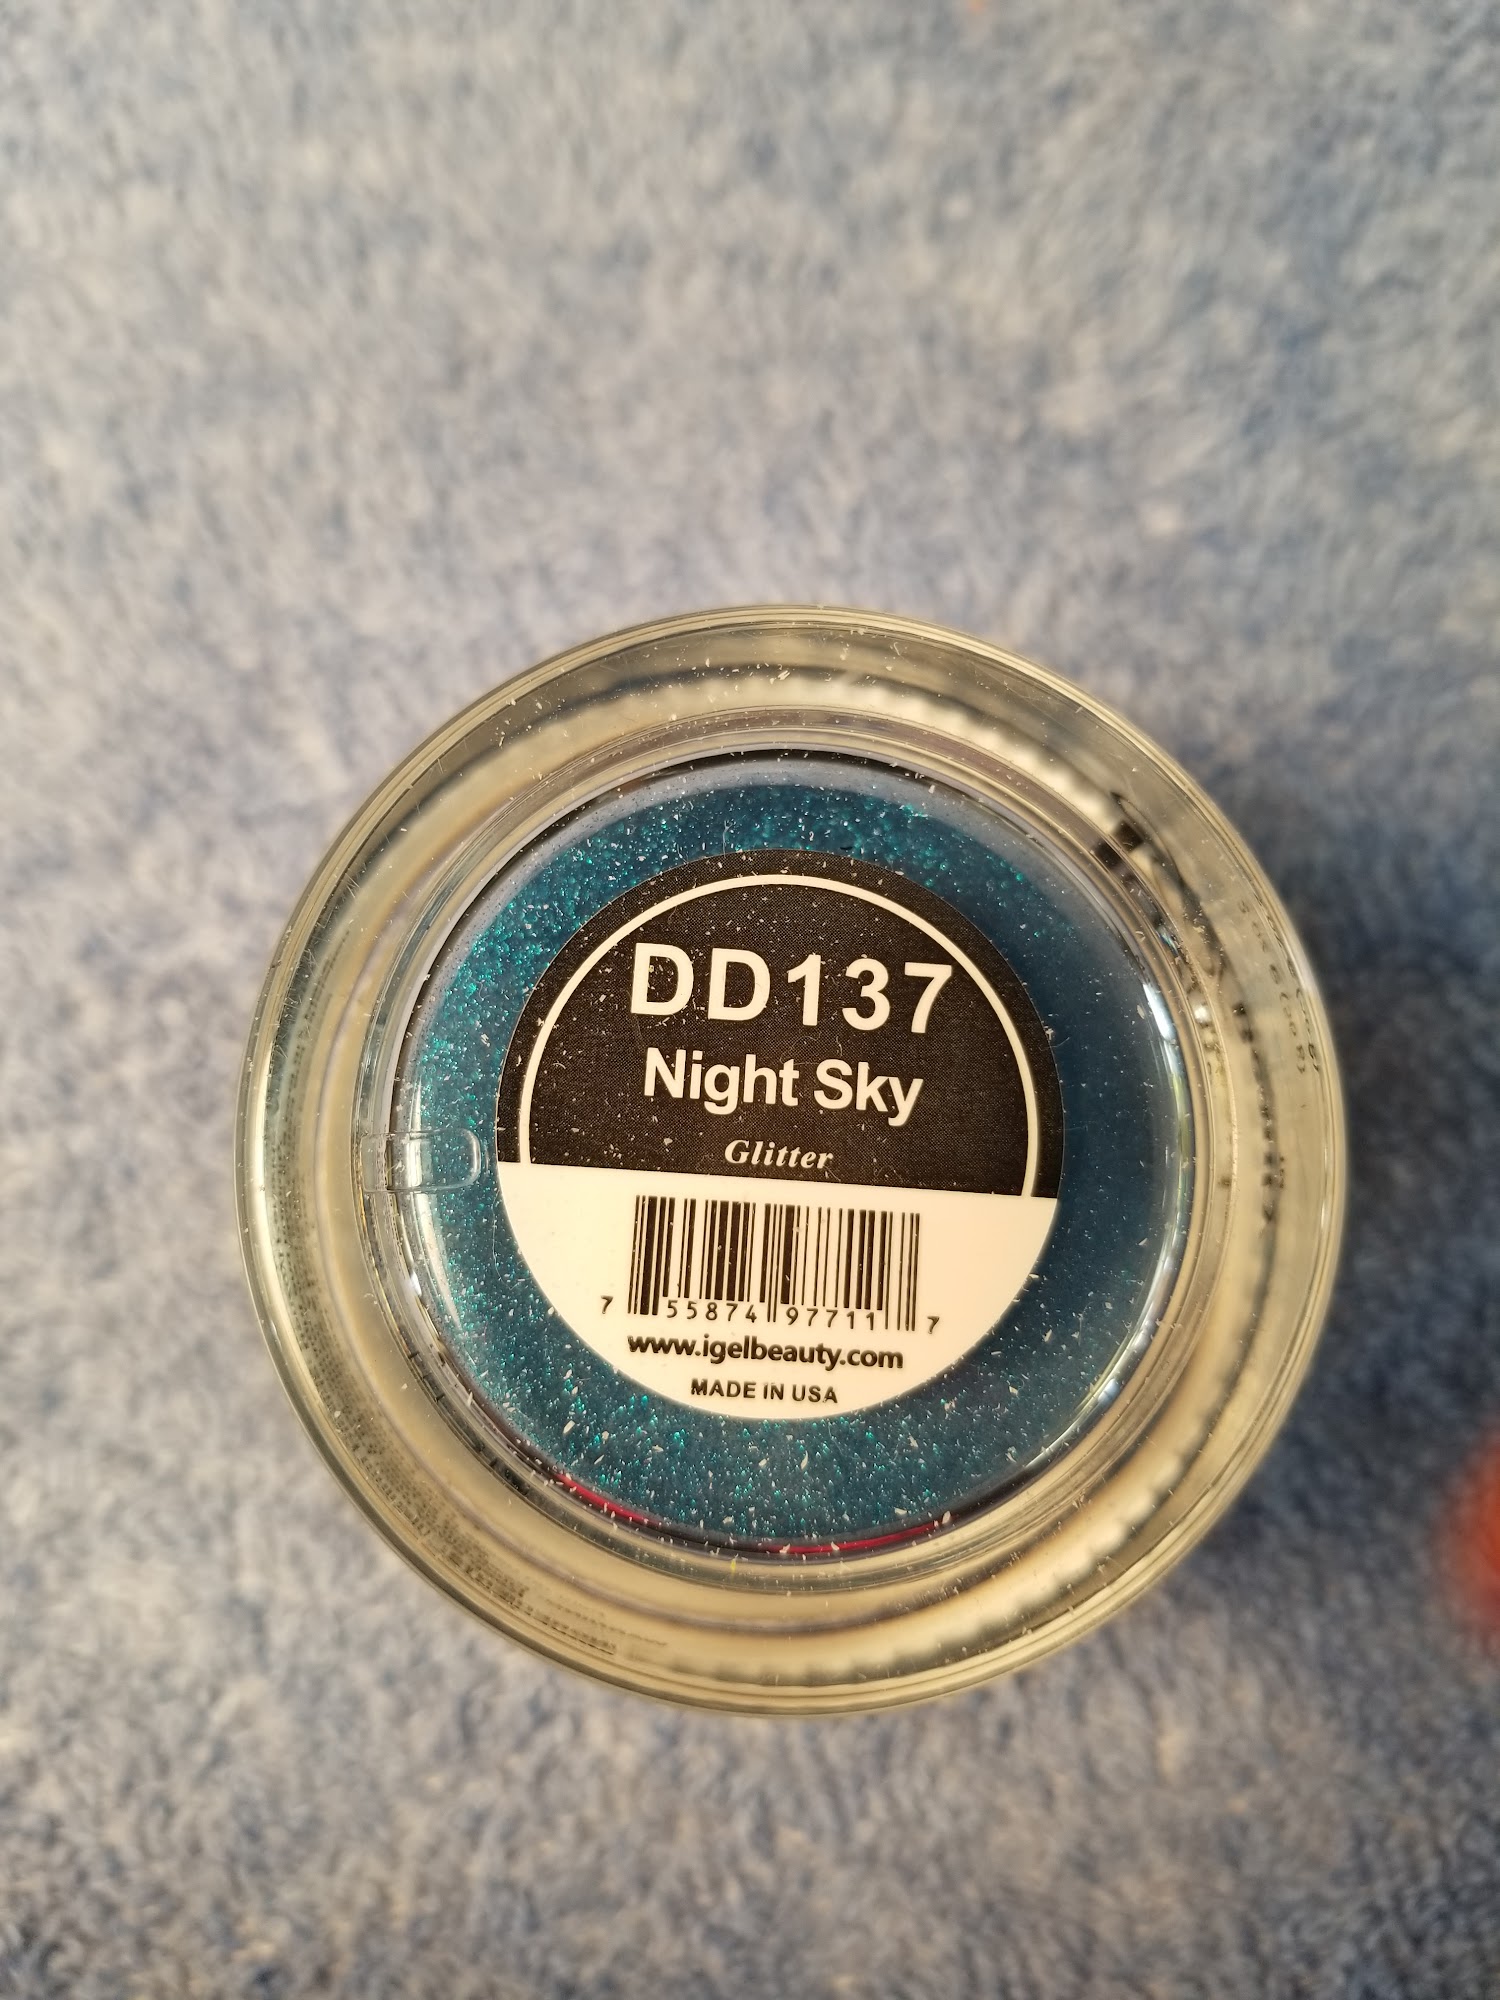 DD137
Night Sky
Glitter
7 55874 97711 7
www.igelbeauty.com
MADE IN USA